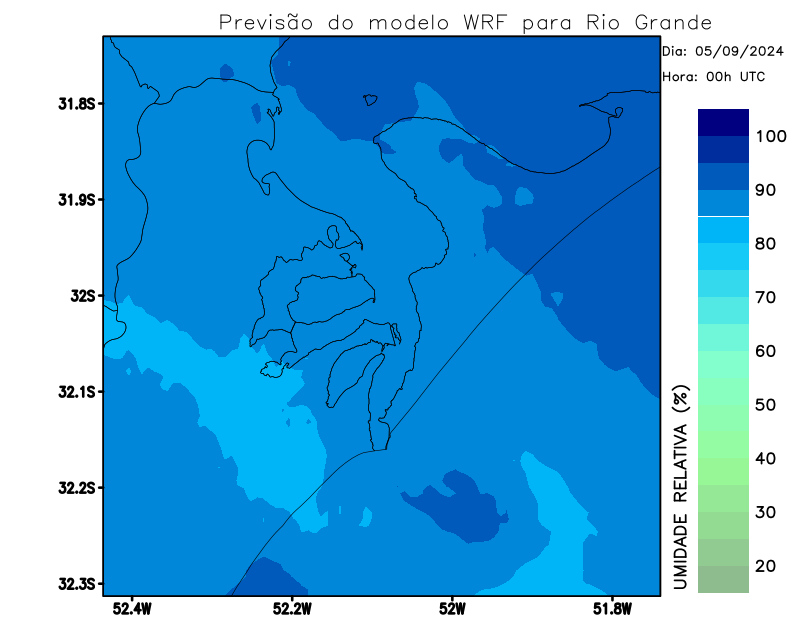 Previsão do modelo WRF para Rio Grande
Dia: 05/09/2024
Hora: 00h UTC
31.8S
31.9S
32S
32.1S
32.2S
32.3S
52.4W
52.2W
52W
51.8W
100
90
80
70
60
50
40
30
20
UMIDADE RELATIVA (%)